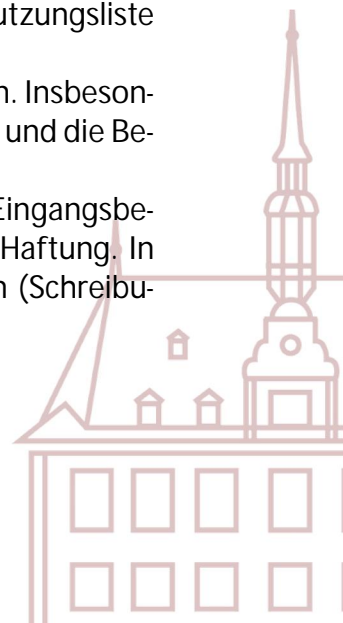 utzungsliste
n. Insbeson-
und die Be-
Eingangsbe-
Haftung. In
n (Schreibu-